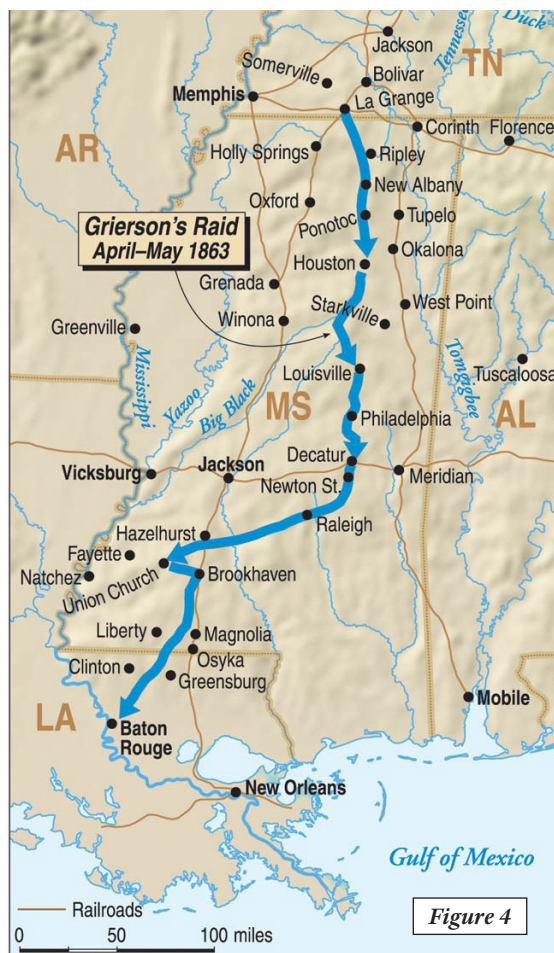 Jackson
Tennessee
Duck
TN
Somerville
Bolivar
Memphis
La Grange
Corinth
Florence
AR
Holly Springs
Ripley
New Albany
Oxford
Ponotoc
Tupelo
Grierson's Raid
April–May 1863
Okalona
Houston
Grenada
West Point
Starkville
Winona
Greenville
Mississippi
Yazoo
Big Black
Louisville
Tomgigbee
Tuscaloosa
MS
AL
Philadelphia
Decatur
Vicksburg
Jackson
Meridian
Newton St.
Raleigh
Hazelhurst
Fayette
Natchez
Union Church
Brookhaven
Liberty
Magnolia
Osyka
Clinton
Greensburg
LA
Mobile
Baton
Rouge
New Orleans
Gulf of Mexico
Railroads
Figure 4
0 50 100 miles